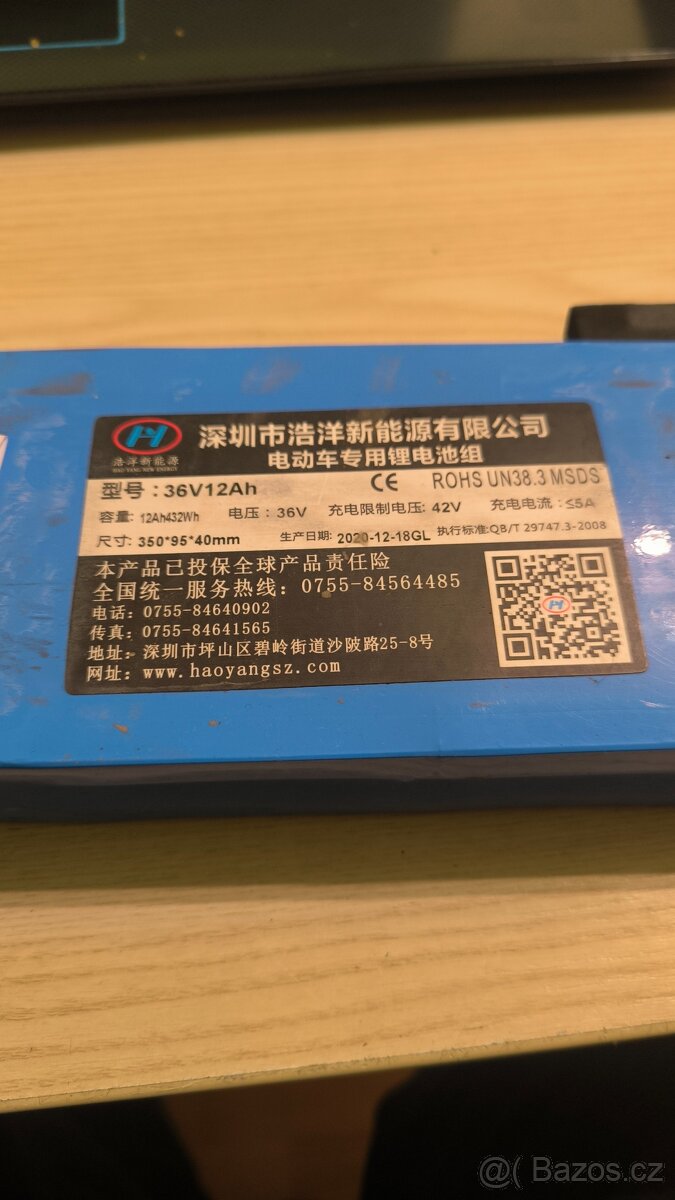 深圳市浩洋新能源有限公司
浩洋新能源
HAO YANG NEW ENERGY
电动车专用锂电池组
型号：36V12Ah
CE ROHS UN38.3 MSDS
容量: 12Ah432Wh 电压: 36V 充电限制电压: 42V 充电电流: ≤5A
尺寸: 350*95*40mm 生产日期: 2020-12-18GL 执行标准:QB/T 29747.3-2008
本产品已投保全球产品责任险
全国统一服务热线: 0755-84564485
电话: 0755-84640902
传真: 0755-84641565
地址: 深圳市坪山区碧岭街道沙陂路25-8号
网址: www.haoyangsz.com
@( Bazos.cz